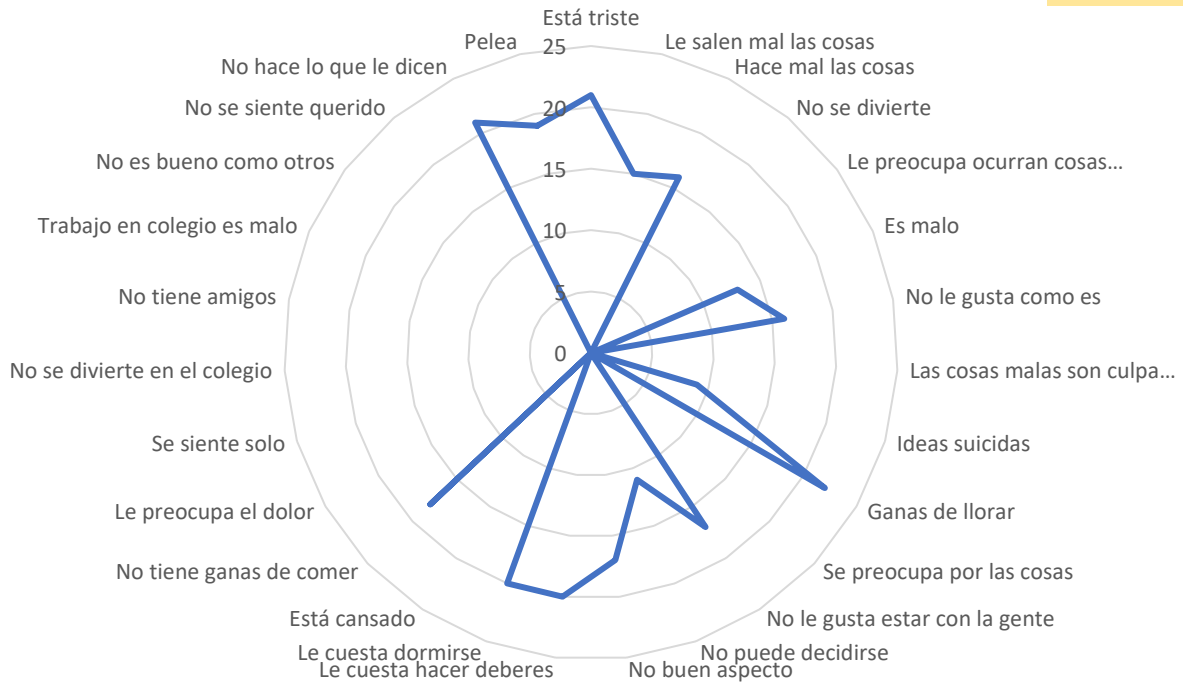 Está triste
Le salen mal las cosas
Hace mal las cosas
No se divierte
Le preocupa ocurran cosas...
Es malo
No le gusta como es
Las cosas malas son culpa...
Ideas suicidas
Ganas de llorar
Se preocupa por las cosas
No le gusta estar con la gente
No puede decidirse
No buen aspecto
Le cuesta hacer deberes
Le cuesta dormirse
Está cansado
No tiene ganas de comer
Le preocupa el dolor
Se siente solo
No se divierte en el colegio
No tiene amigos
Trabajo en colegio es malo
No es bueno como otros
No se siente querido
No hace lo que le dicen
Pelea
25
20
15
10
5
0